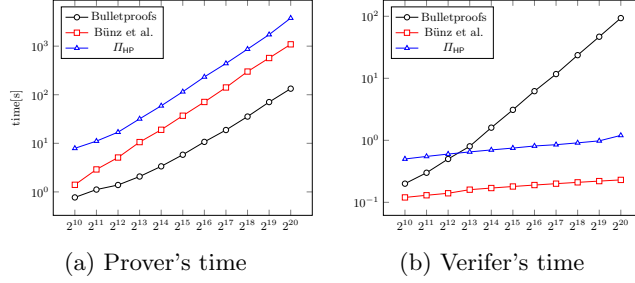 Bulletproofs
Bünz et al.
Π_HP
time[s]
10^3
10^2
10^1
10^0
2^10 2^11 2^12 2^13 2^14 2^15 2^16 2^17 2^18 2^19 2^20
(a) Prover's time
Bulletproofs
Bünz et al.
Π_HP
10^2
10^1
10^0
10^−1
2^10 2^11 2^12 2^13 2^14 2^15 2^16 2^17 2^18 2^19 2^20
(b) Verifer's time